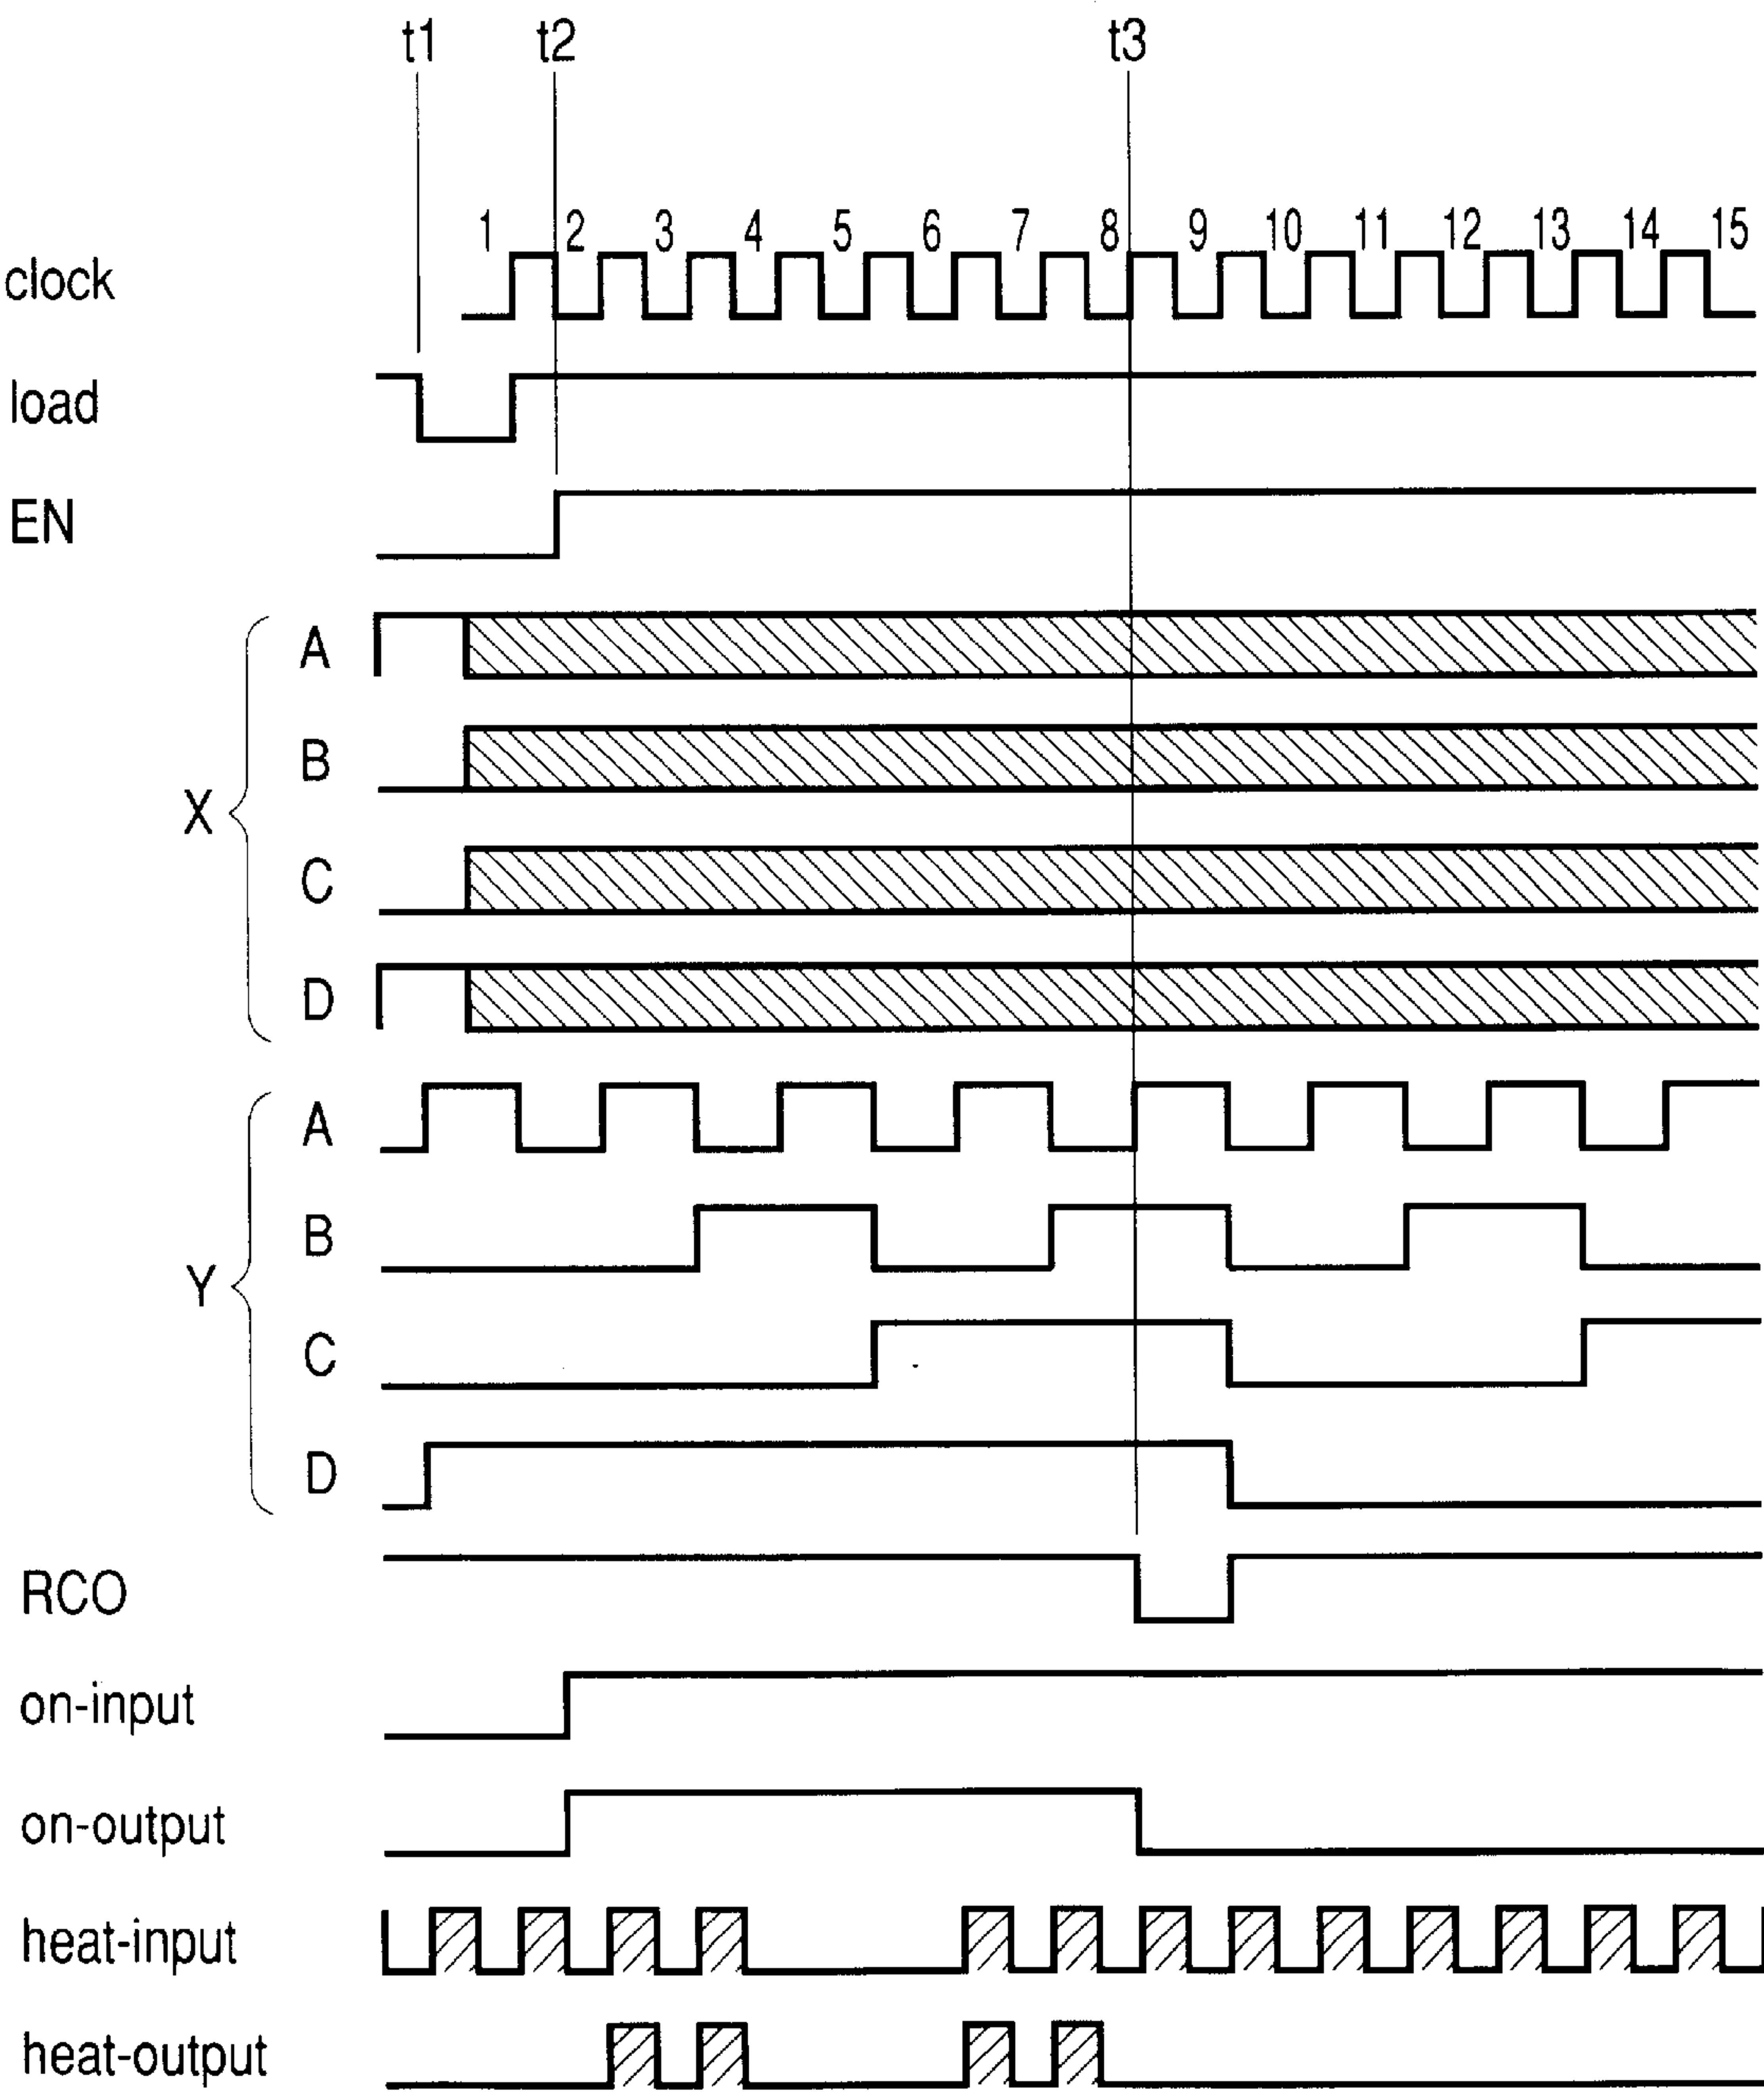 t1 t2 t3
1 2 3 4 5 6 7 8 9 10 11 12 13 14 15
clock
load
EN
A
B
X
C
D
A
B
Y
C
D
RCO
on-input
on-output
heat-input
heat-output